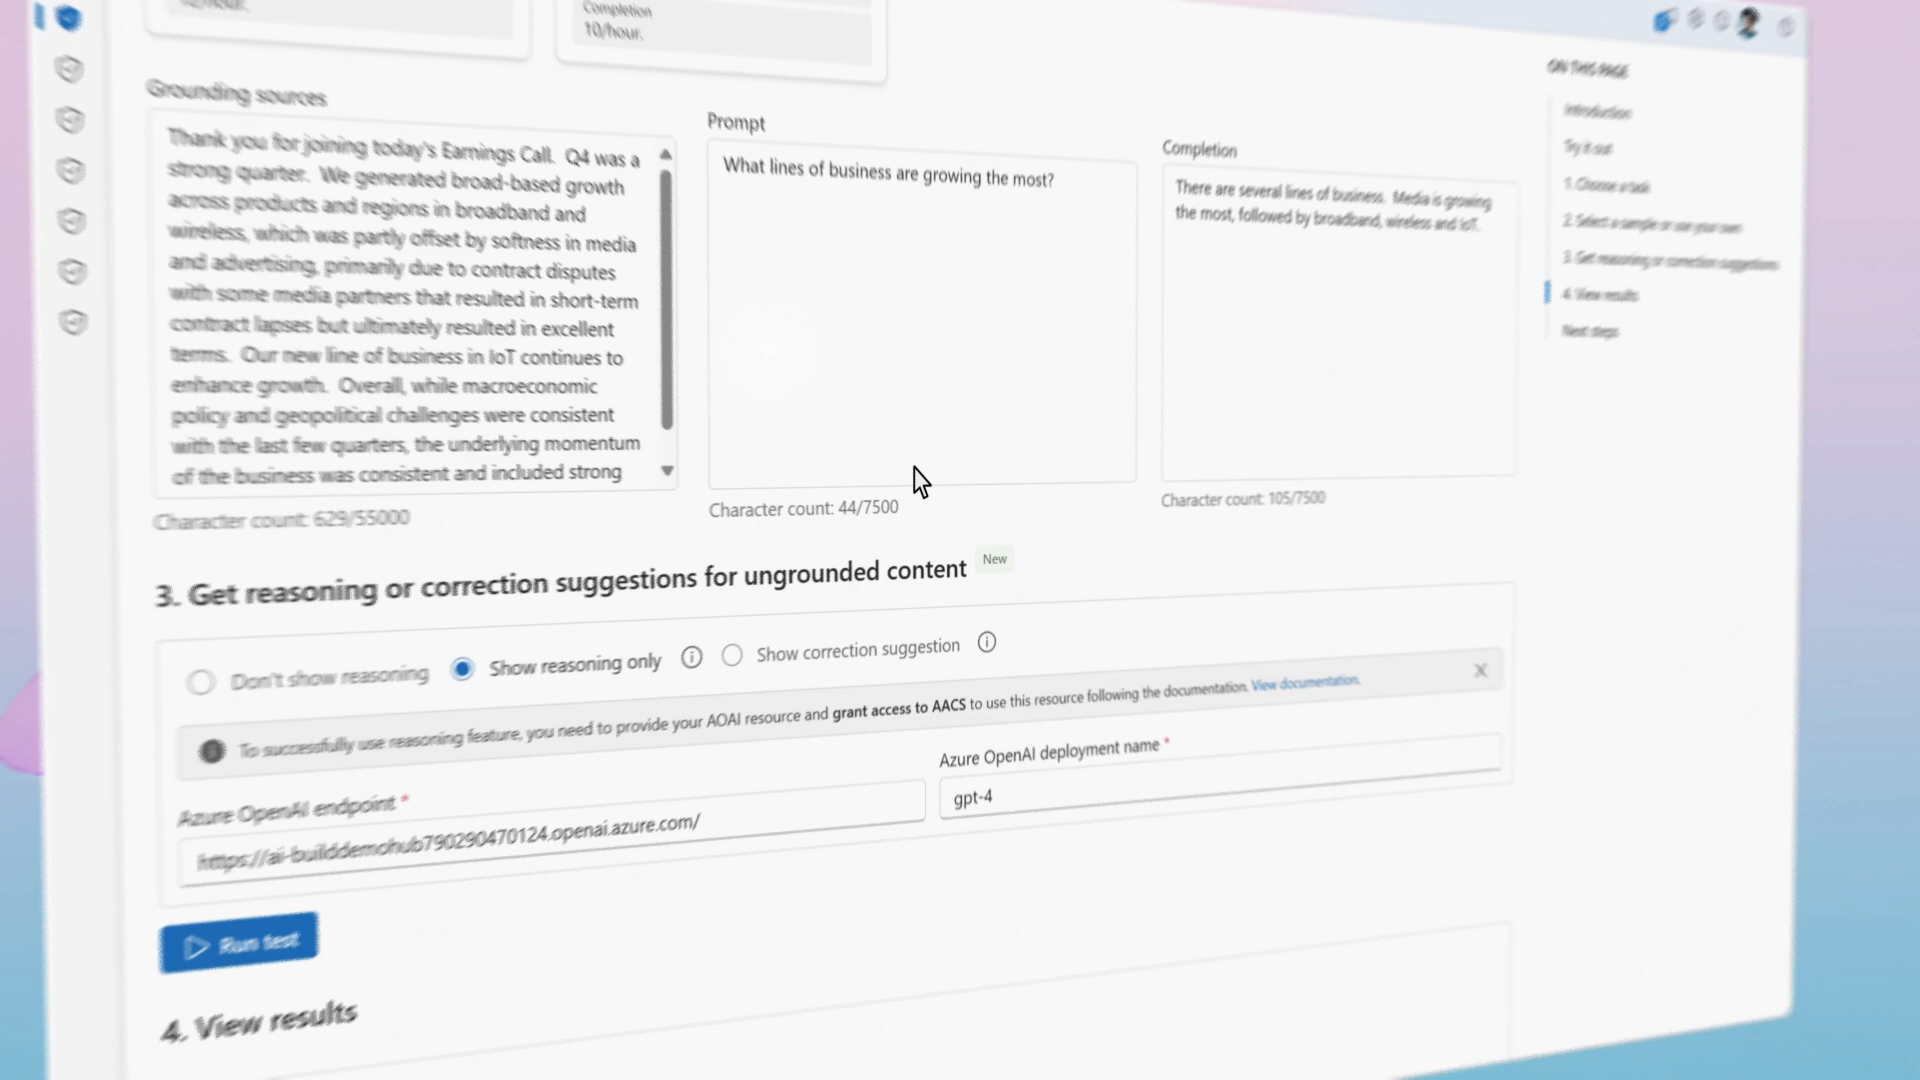 Completion
10/hour.
ON THIS PAGE
Introduction
Try it out
1. Choose a task
2. Select a sample or use your own
3. Get reasoning or correction suggestions
4. View results
Next steps
Grounding sources
Thank you for joining today's Earnings Call. Q4 was a
strong quarter. We generated broad-based growth
across products and regions in broadband and
wireless, which was partly offset by softness in media
and advertising, primarily due to contract disputes
with some media partners that resulted in short-term
contract lapses but ultimately resulted in excellent
terms. Our new line of business in IoT continues to
enhance growth. Overall, while macroeconomic
policy and geopolitical challenges were consistent
with the last few quarters, the underlying momentum
of the business was consistent and included strong
Character count: 629/55000
Prompt
What lines of business are growing the most?
Character count: 44/7500
Completion
There are several lines of business. Media is growing
the most, followed by broadband, wireless and IoT.
Character count: 105/7500
3. Get reasoning or correction suggestions for ungrounded content New
Don't show reasoning Show reasoning only Show correction suggestion
To successfully use reasoning feature, you need to provide your AOAI resource and grant access to AACS to use this resource following the documentation. View documentation.
Azure OpenAI endpoint *
https://ai-builddemohub790290470124.openai.azure.com/
Azure OpenAI deployment name *
gpt-4
Run test
4. View results